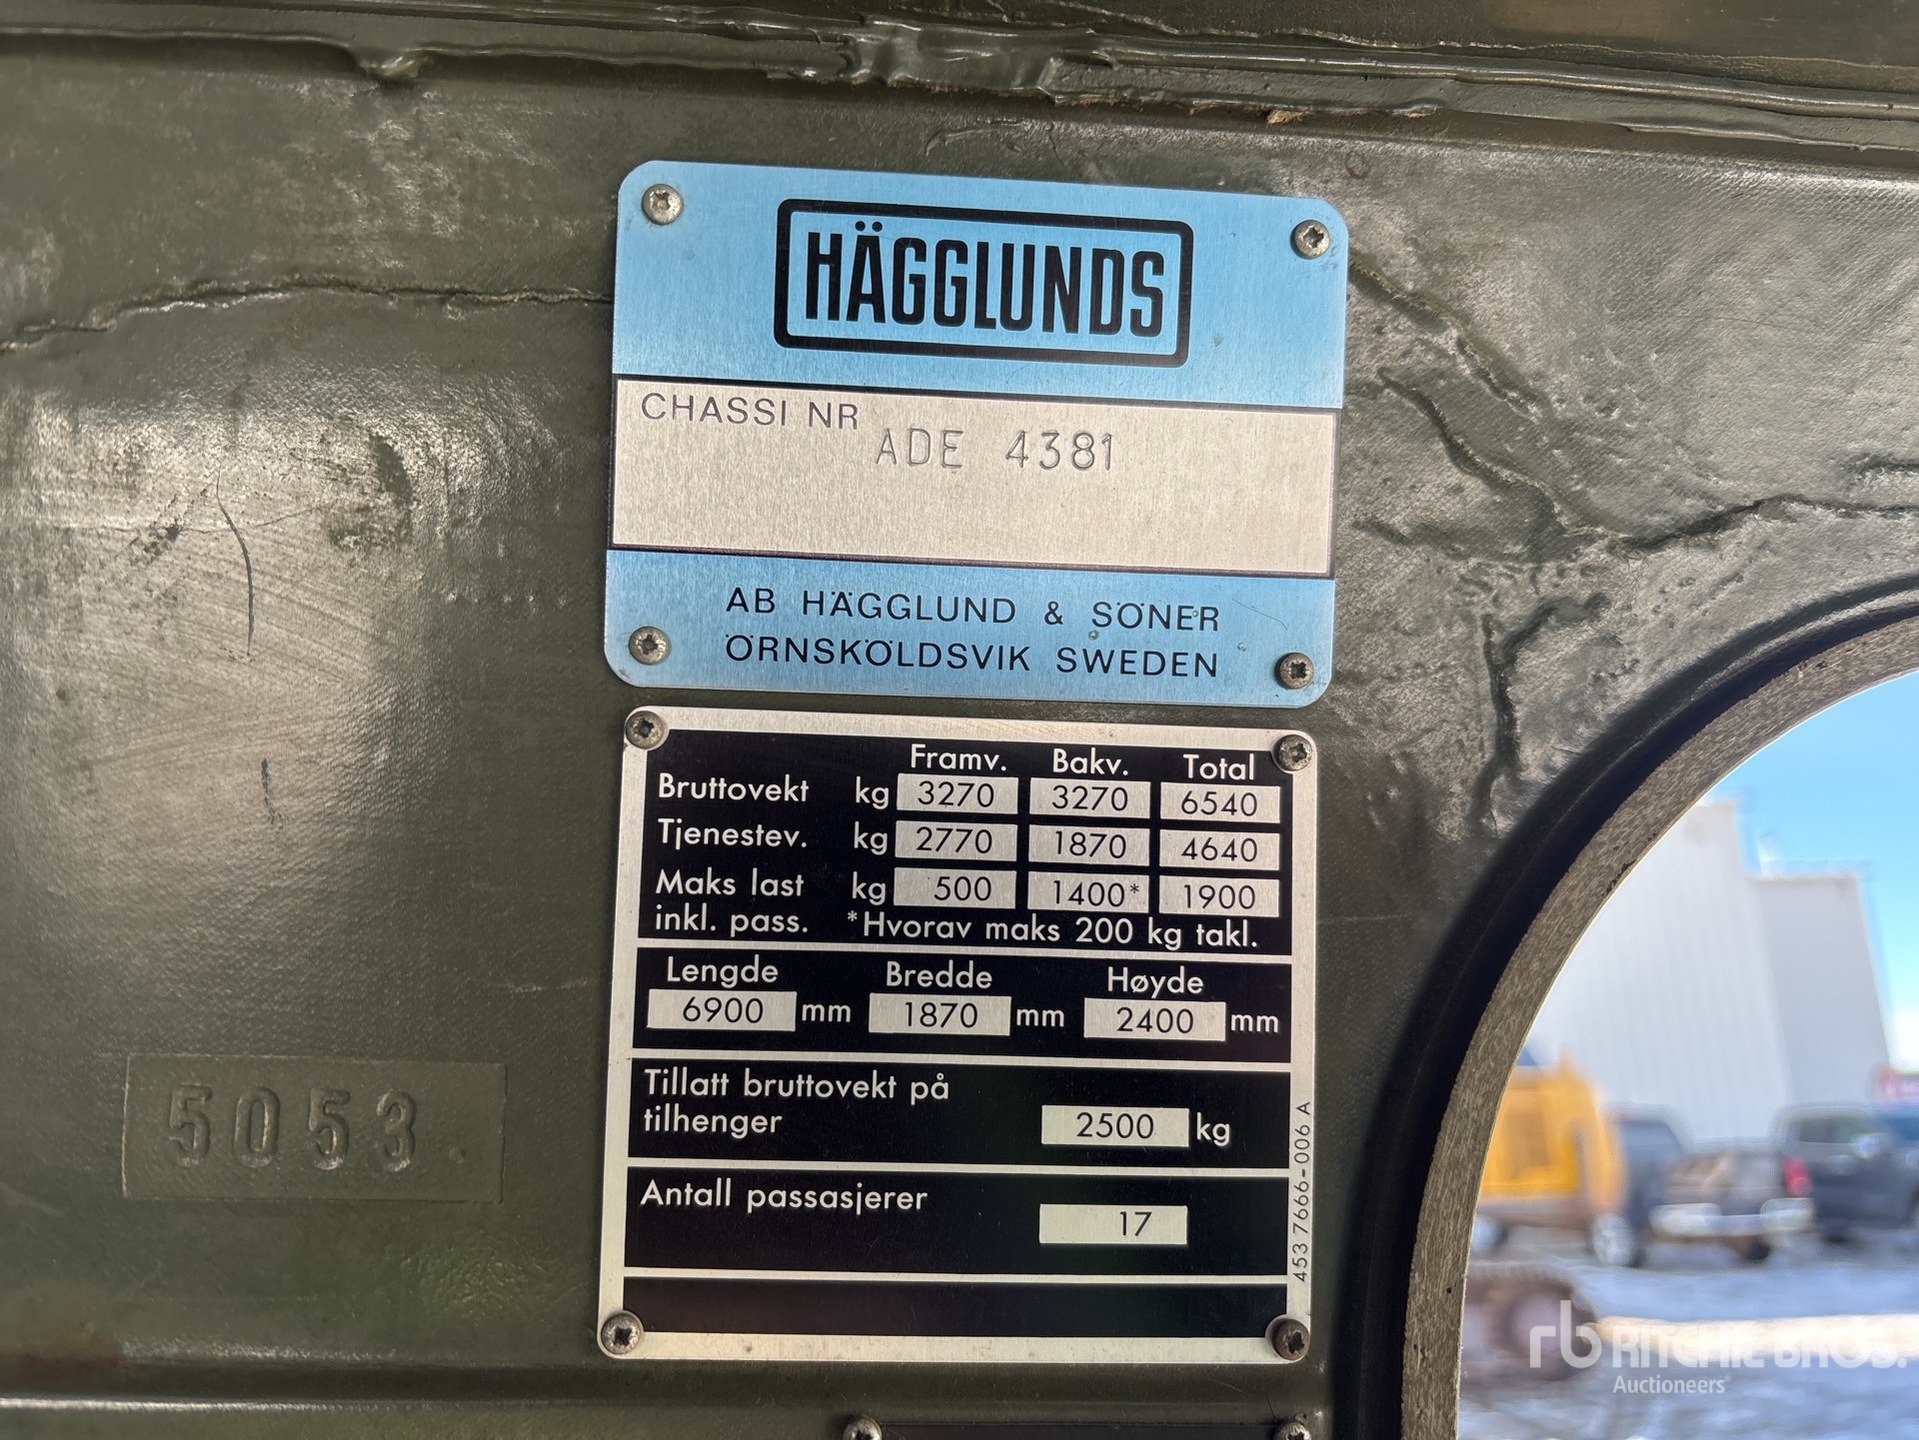 HÄGGLUNDS
CHASSI NR ADE 4381
AB HÄGGLUND & SÖNER
ÖRNSKÖLDSVIK SWEDEN
Framv. Bakv. Total
Bruttovekt kg 3270 3270 6540
Tjenestev. kg 2770 1870 4640
Maks last kg 500 1400* 1900
inkl. pass. *Hvorav maks 200 kg takl.
Lengde Bredde Høyde
6900 mm 1870 mm 2400 mm
Tillatt bruttovekt på
tilhenger 2500 kg
Antall passasjerer 17
453 7666-006 A
5053.
rb RITCHIE BROS.
Auctioneers